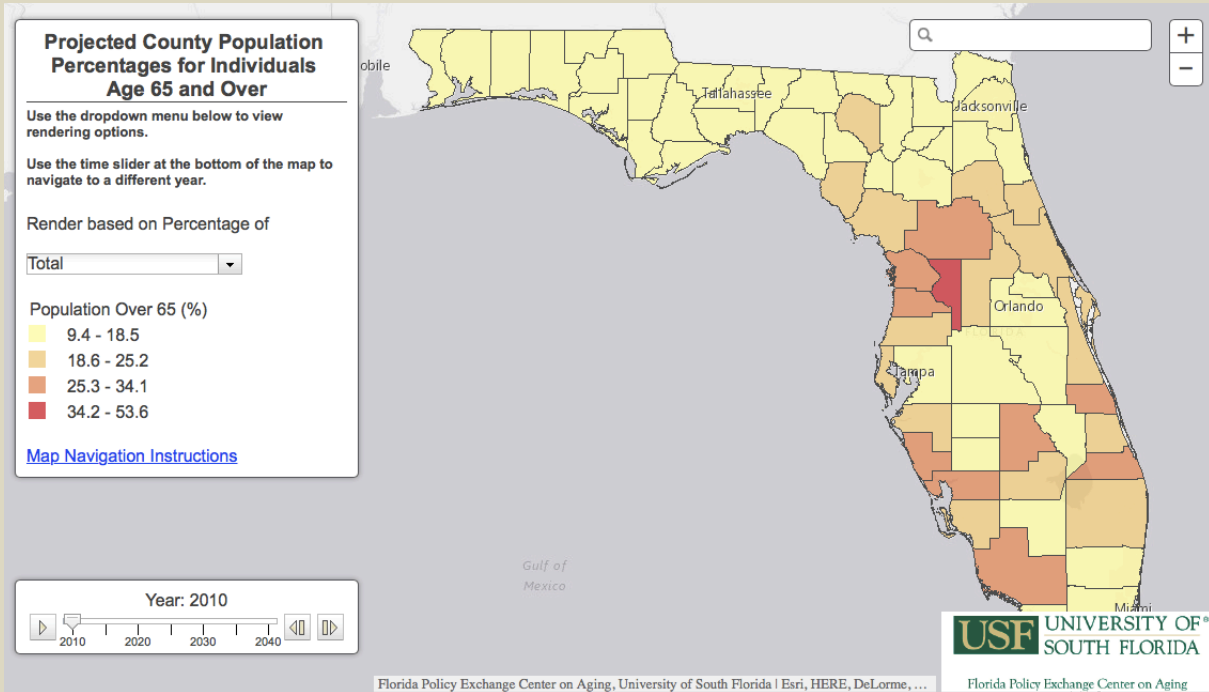 Projected County Population
Percentages for Individuals
Age 65 and Over
Use the dropdown menu below to view
rendering options.
Use the time slider at the bottom of the map to
navigate to a different year.
Render based on Percentage of
Total
Population Over 65 (%)
9.4 - 18.5
18.6 - 25.2
25.3 - 34.1
34.2 - 53.6
Map Navigation Instructions
obile
Tallahassee
Jacksonville
Orlando
FLORIDA
Tampa
Gulf of
Mexico
Miami
+
−
Year: 2010
2010 2020 2030 2040
USF UNIVERSITY OF®
SOUTH FLORIDA
Florida Policy Exchange Center on Aging
Florida Policy Exchange Center on Aging, University of South Florida | Esri, HERE, DeLorme, ...